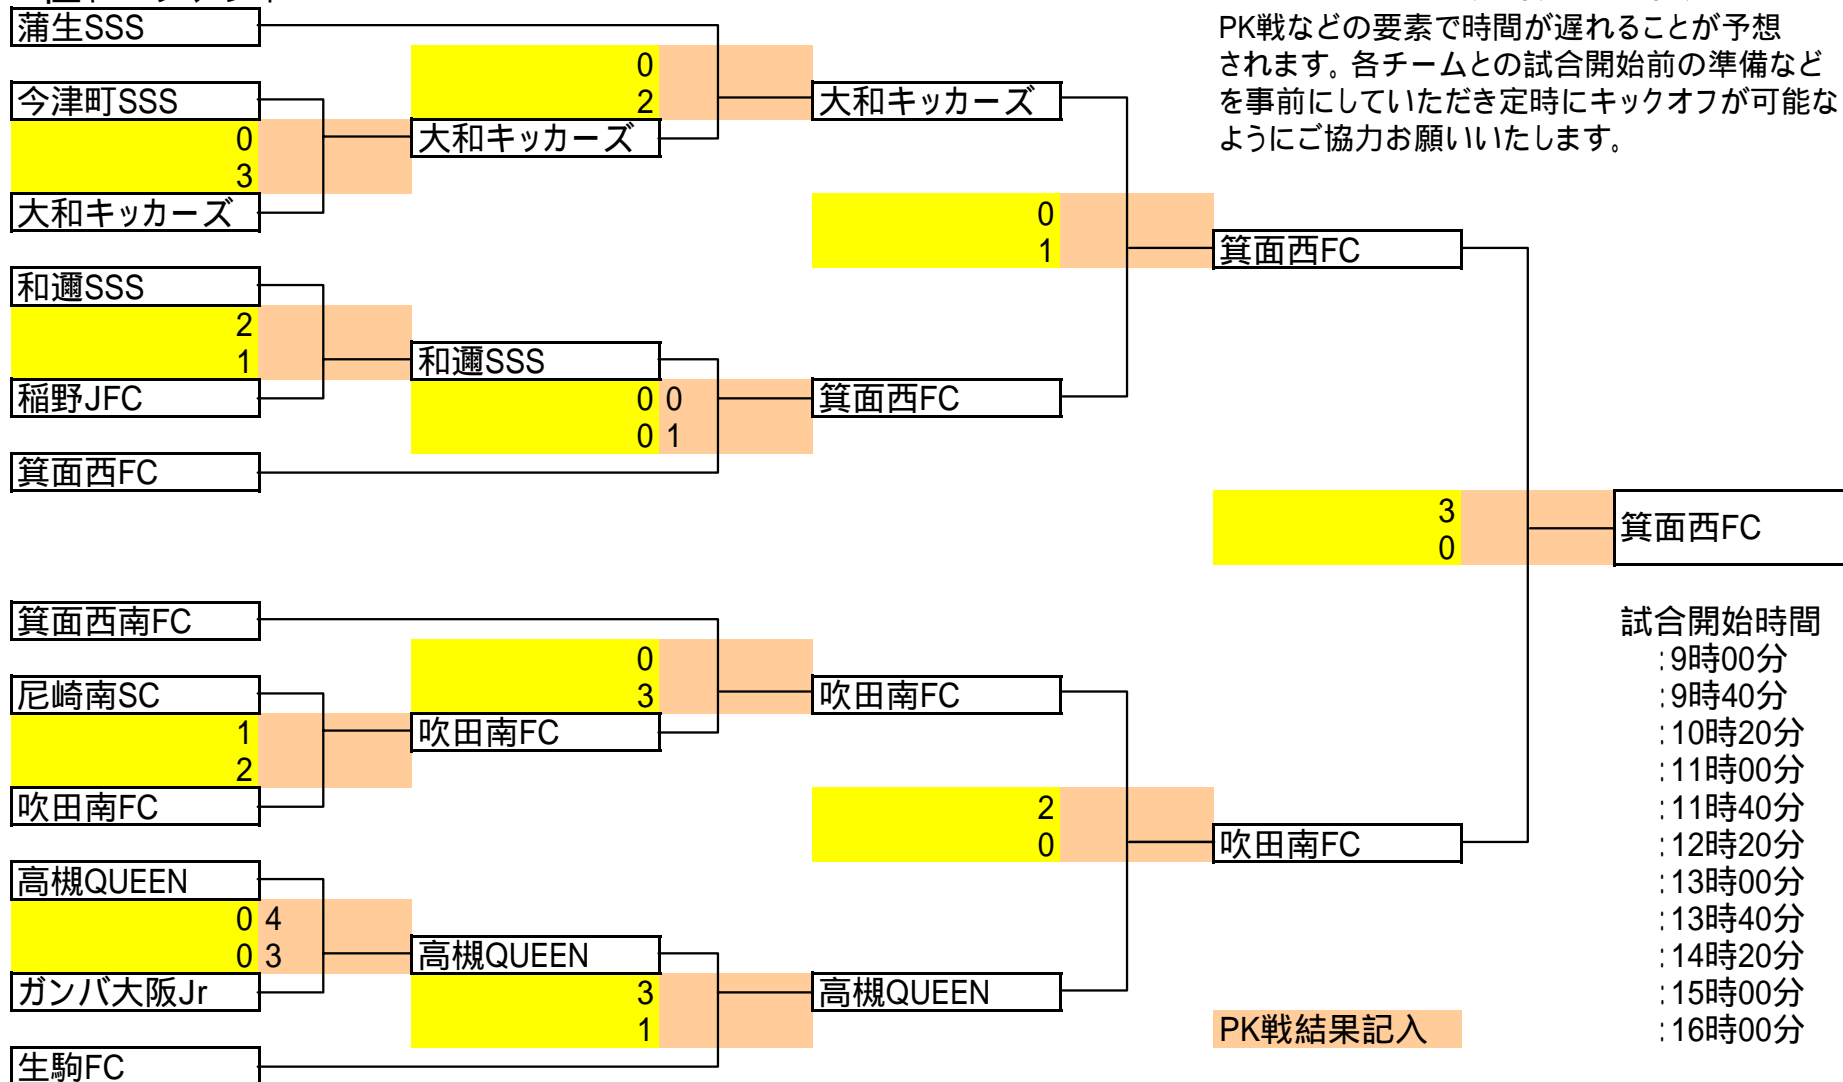 蒲生SSS
PK戦などの要素で時間が遅れることが予想
0
されます。各チームとの試合開始前の準備など
今津町SSS
2
大和キッカーズ
を事前にしていただき定時にキックオフが可能な
0
大和キッカーズ
ようにご協力お願いいたします。
3
大和キッカーズ
0
1
箕面西FC
和邇SSS
2
1
和邇SSS
稲野JFC
0 0
箕面西FC
0 1
箕面西FC
3
箕面西FC
0
箕面西南FC
試合開始時間
0
:9時00分
尼崎南SC
3
吹田南FC
:9時40分
1
吹田南FC
:10時20分
2
:11時00分
吹田南FC
2
:11時40分
0
吹田南FC
:12時20分
高槻QUEEN
:13時00分
0 4
:13時40分
0 3
高槻QUEEN
:14時20分
ガンバ大阪Jr
3
高槻QUEEN
:15時00分
1
PK戦結果記入
:16時00分
生駒FC